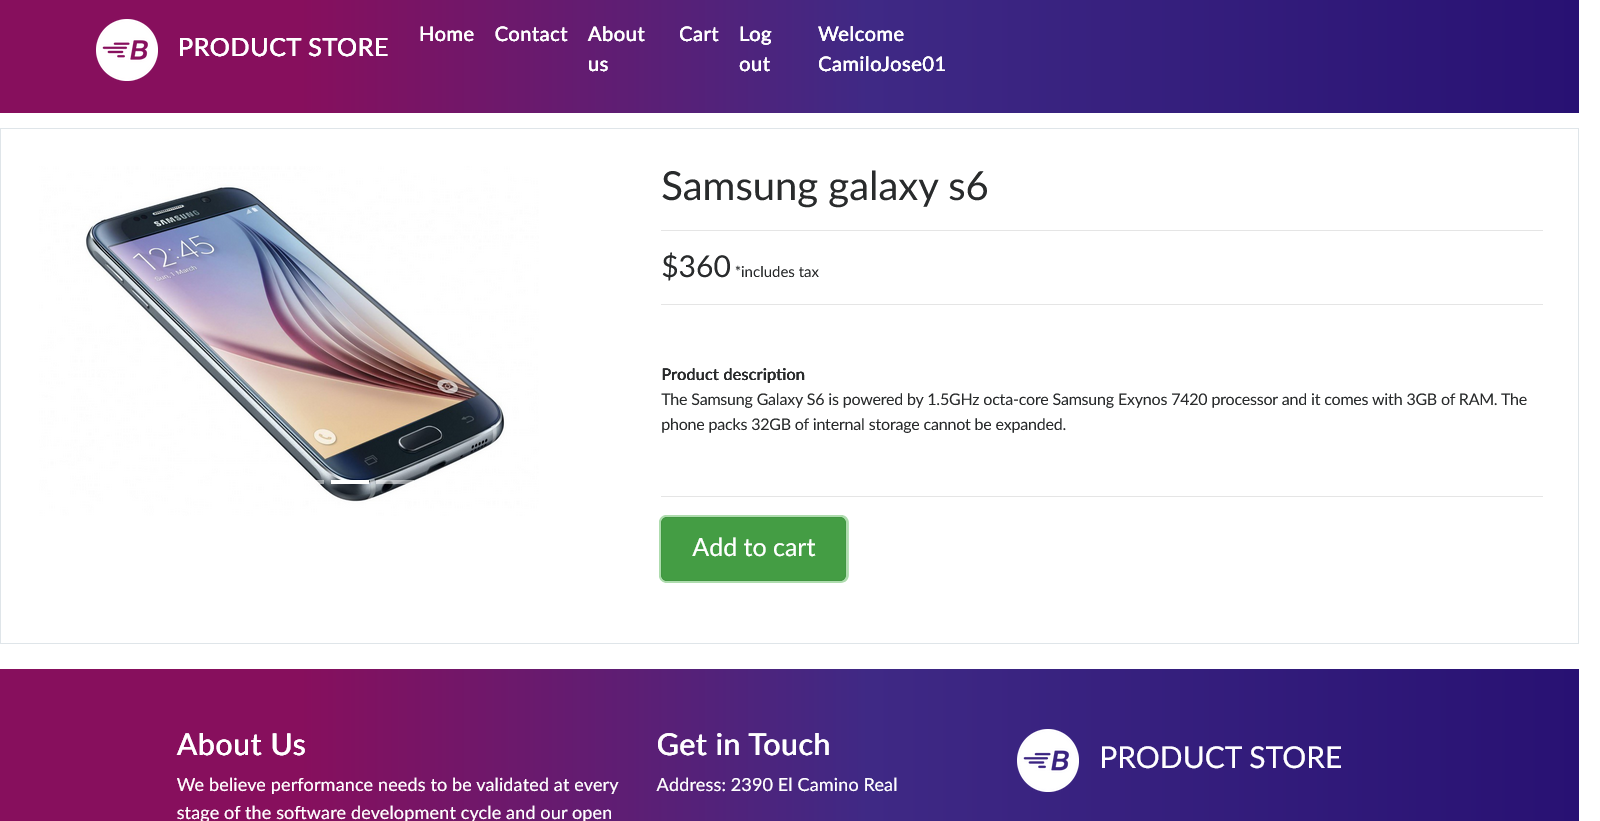 B PRODUCT STORE Home Contact About us Cart Log out Welcome CamiloJose01
Samsung galaxy s6
SAMSUNG
12:45
Sun, 1 March
$360 *includes tax
Product description
The Samsung Galaxy S6 is powered by 1.5GHz octa-core Samsung Exynos 7420 processor and it comes with 3GB of RAM. The
phone packs 32GB of internal storage cannot be expanded.
Add to cart
About Us
We believe performance needs to be validated at every
stage of the software development cycle and our open
Get in Touch
Address: 2390 El Camino Real
B PRODUCT STORE